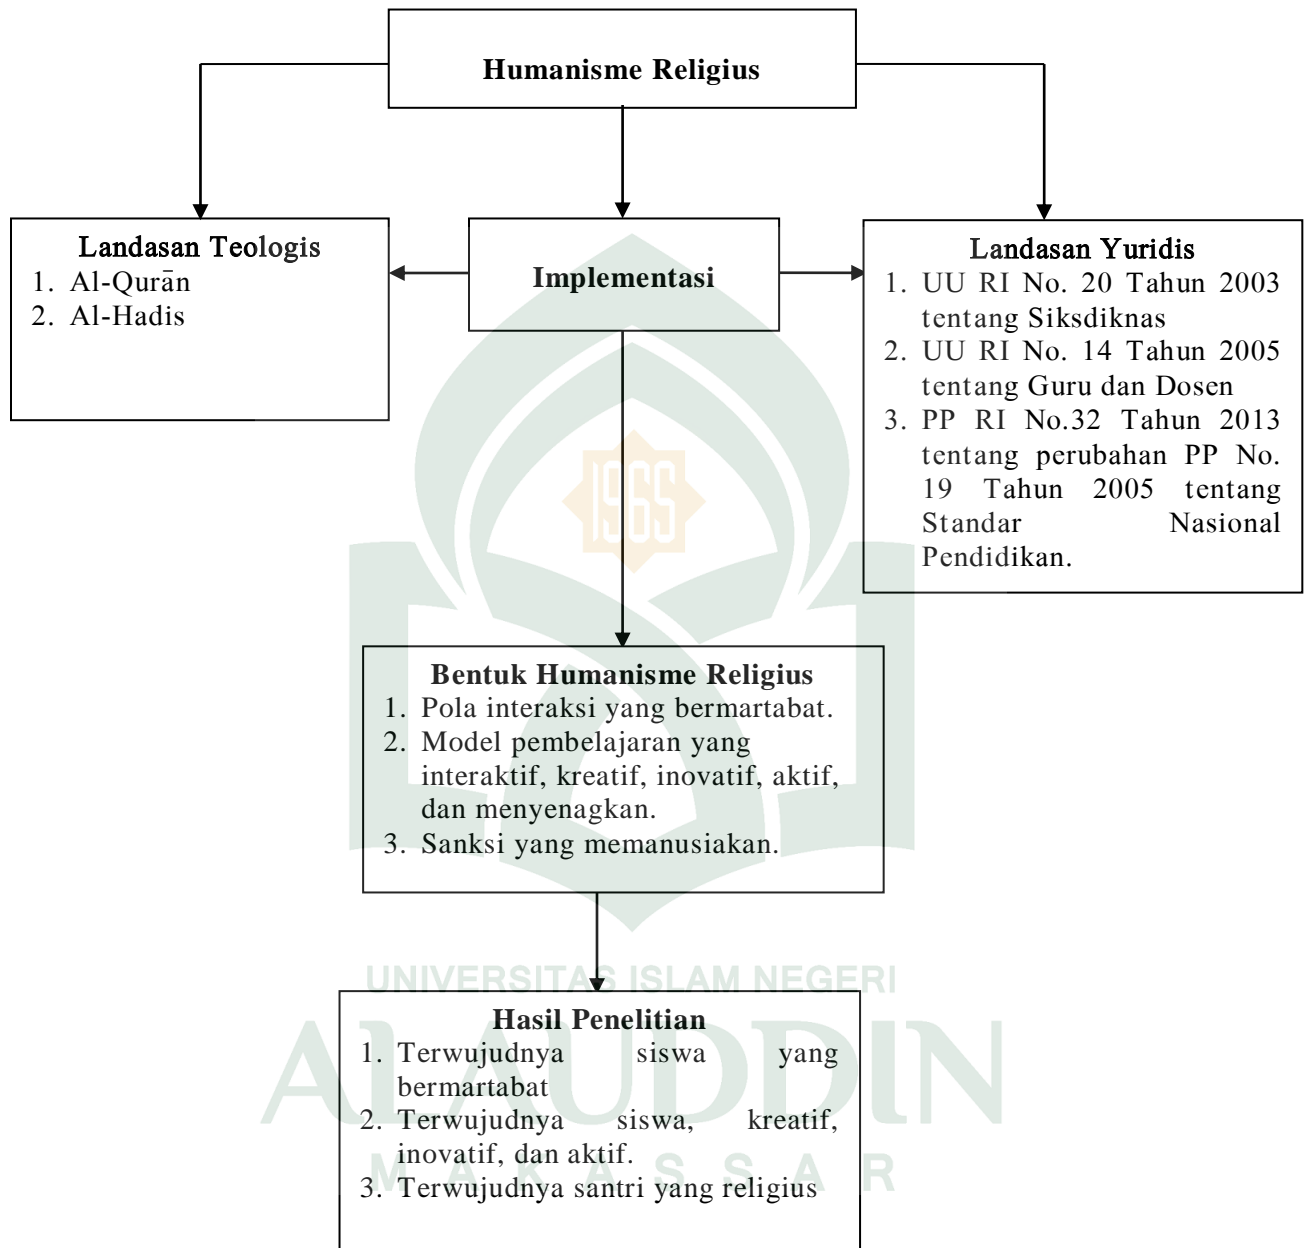 Humanisme Religius
Landasan Teologis
1. Al-Qurān
2. Al-Hadis
Implementasi
Landasan Yuridis
1. UU RI No. 20 Tahun 2003
tentang Siksdiknas
2. UU RI No. 14 Tahun 2005
tentang Guru dan Dosen
3. PP RI No.32 Tahun 2013
tentang perubahan PP No.
19 Tahun 2005 tentang
Standar Nasional
Pendidikan.
1965
Bentuk Humanisme Religius
1. Pola interaksi yang bermartabat.
2. Model pembelajaran yang
interaktif, kreatif, inovatif, aktif,
dan menyenagkan.
3. Sanksi yang memanusiakan.
UNIVERSITAS ISLAM NEGERI
ALAUDDIN
MAKASSAR
Hasil Penelitian
1. Terwujudnya siswa yang
bermartabat
2. Terwujudnya siswa, kreatif,
inovatif, dan aktif.
3. Terwujudnya santri yang religius